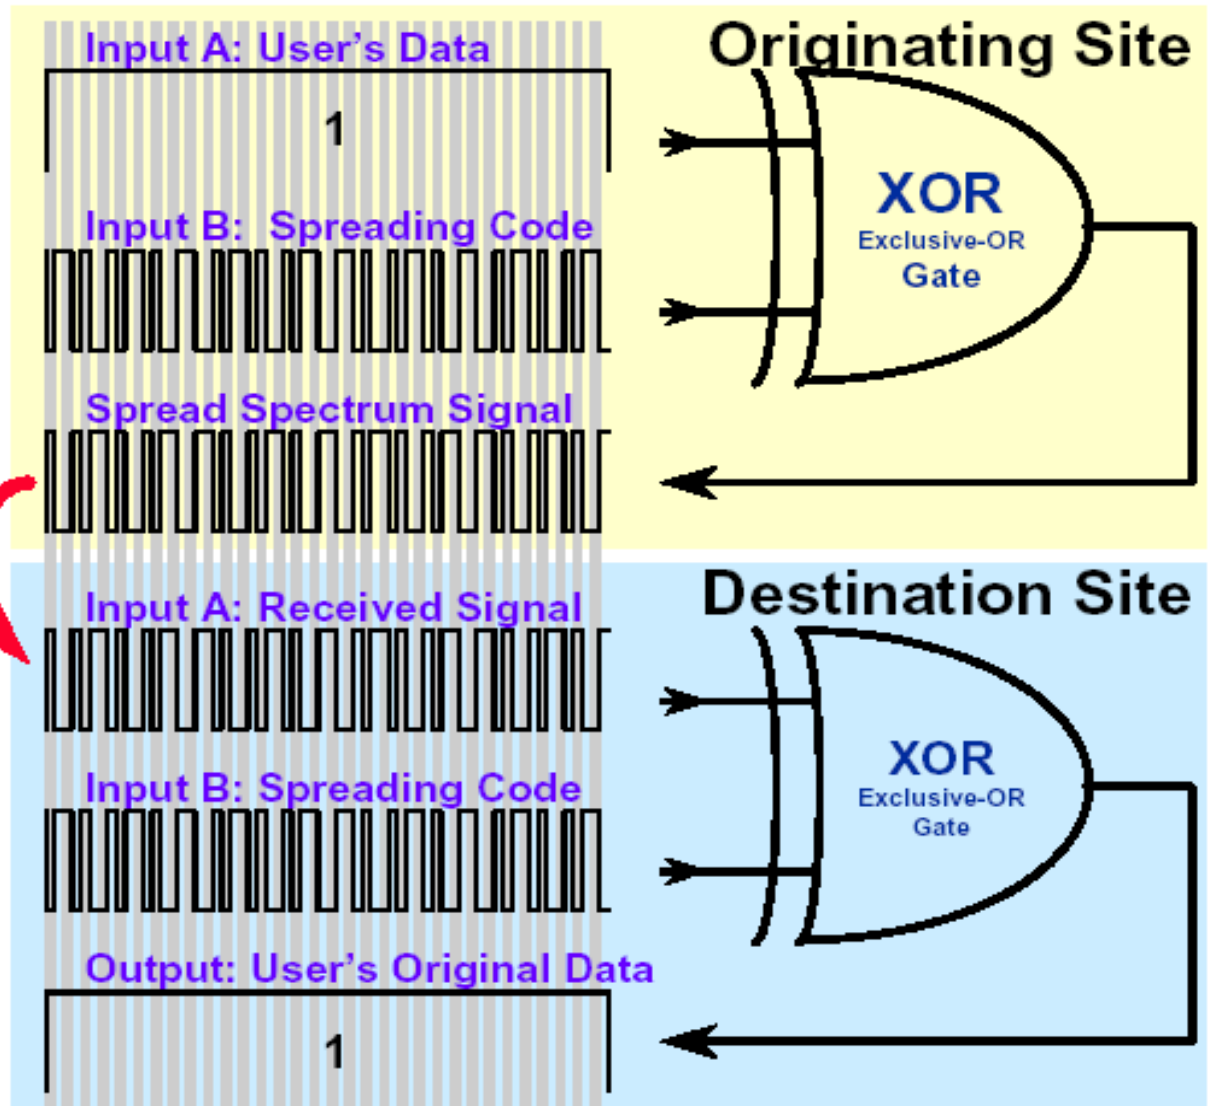 Originating Site
Input A: User's Data
1
Input B: Spreading Code
Spread Spectrum Signal
XOR
Exclusive-OR
Gate
Destination Site
Input A: Received Signal
Input B: Spreading Code
Output: User's Original Data
1
XOR
Exclusive-OR
Gate